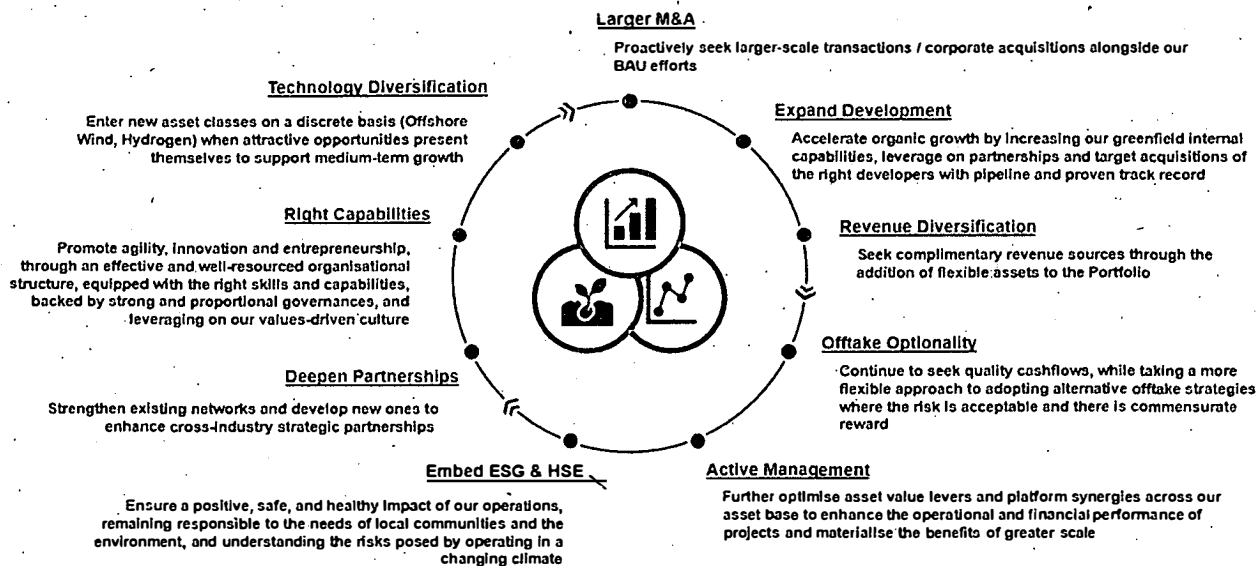 Larger M&A
Proactively seek larger-scale transactions / corporate acquisitions alongside our
BAU efforts
Expand Development
Accelerate organic growth by increasing our greenfield internal
capabilities, leverage on partnerships and target acquisitions of
the right developers with pipeline and proven track record
Revenue Diversification
Seek complimentary revenue sources through the
addition of flexible assets to the Portfolio
Offtake Optionality
Continue to seek quality cashflows, while taking a more
flexible approach to adopting alternative offtake strategies
where the risk is acceptable and there is commensurate
reward
Active Management
Further optimise asset value levers and platform synergies across our
asset base to enhance the operational and financial performance of
projects and materialise the benefits of greater scale
Embed ESG & HSE
Ensure a positive, safe, and healthy impact of our operations,
remaining responsible to the needs of local communities and the
environment, and understanding the risks posed by operating in a
changing climate
Deepen Partnerships
Strengthen existing networks and develop new ones to
enhance cross-industry strategic partnerships
Right Capabilities
Promote agility, innovation and entrepreneurship,
through an effective and well-resourced organisational
structure, equipped with the right skills and capabilities,
backed by strong and proportional governances, and
leveraging on our values-driven culture
Technology Diversification
Enter new asset classes on a discrete basis (Offshore
Wind, Hydrogen) when attractive opportunities present
themselves to support medium-term growth